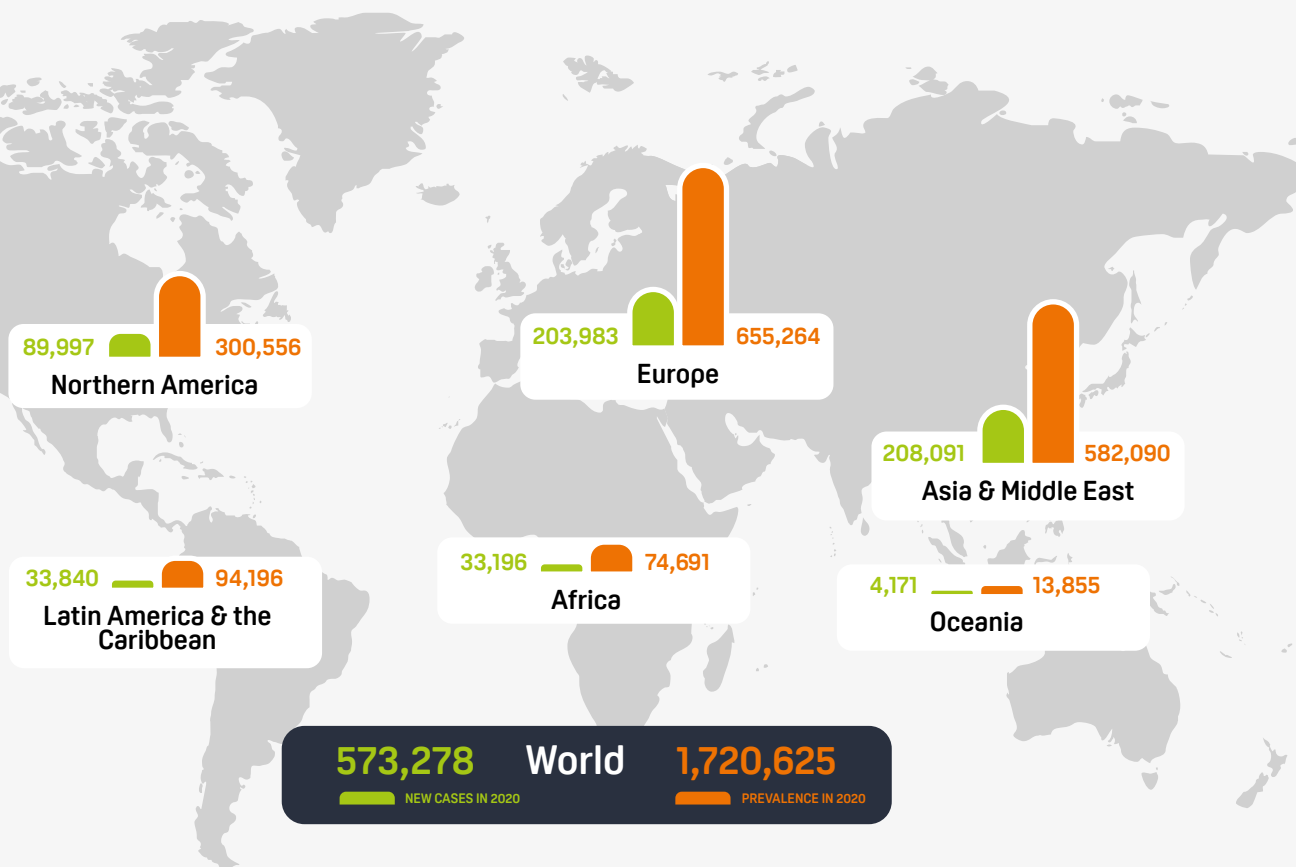 89,997 300,556
Northern America
203,983 655,264
Europe
208,091 582,090
Asia & Middle East
33,840 94,196
Latin America & the
Caribbean
33,196 74,691
Africa
4,171 13,855
Oceania
573,278 World 1,720,625
NEW CASES IN 2020 PREVALENCE IN 2020